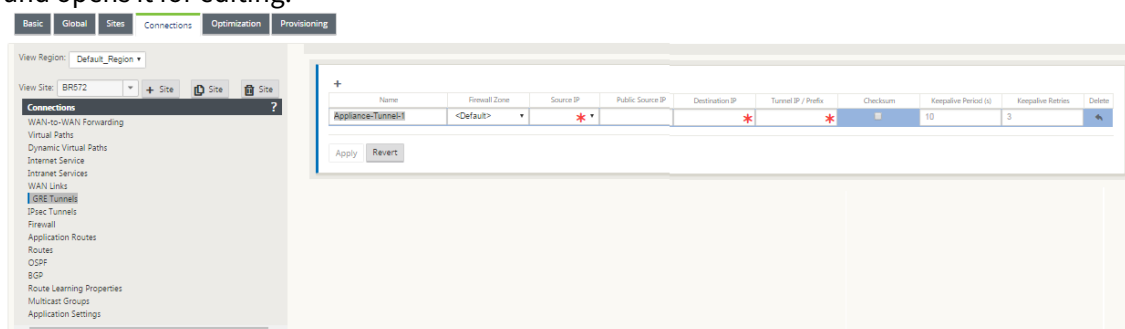 and opens it for editing.
Basic Global Sites Connections Optimization Provisioning
View Region: Default_Region
View Site: BR572 + Site Site Site
Connections ?
WAN-to-WAN Forwarding
Virtual Paths
Dynamic Virtual Paths
Internet Service
Intranet Services
WAN Links
GRE Tunnels
IPsec Tunnels
Firewall
Application Routes
Routes
OSPF
BGP
Route Learning Properties
Multicast Groups
Application Settings
+
Name Firewall Zone Source IP Public Source IP Destination IP Tunnel IP / Prefix Checksum Keepalive Period (s) Keepalive Retries Delete
Appliance-Tunnel-1 <Default> * * * 10 3
Apply Revert